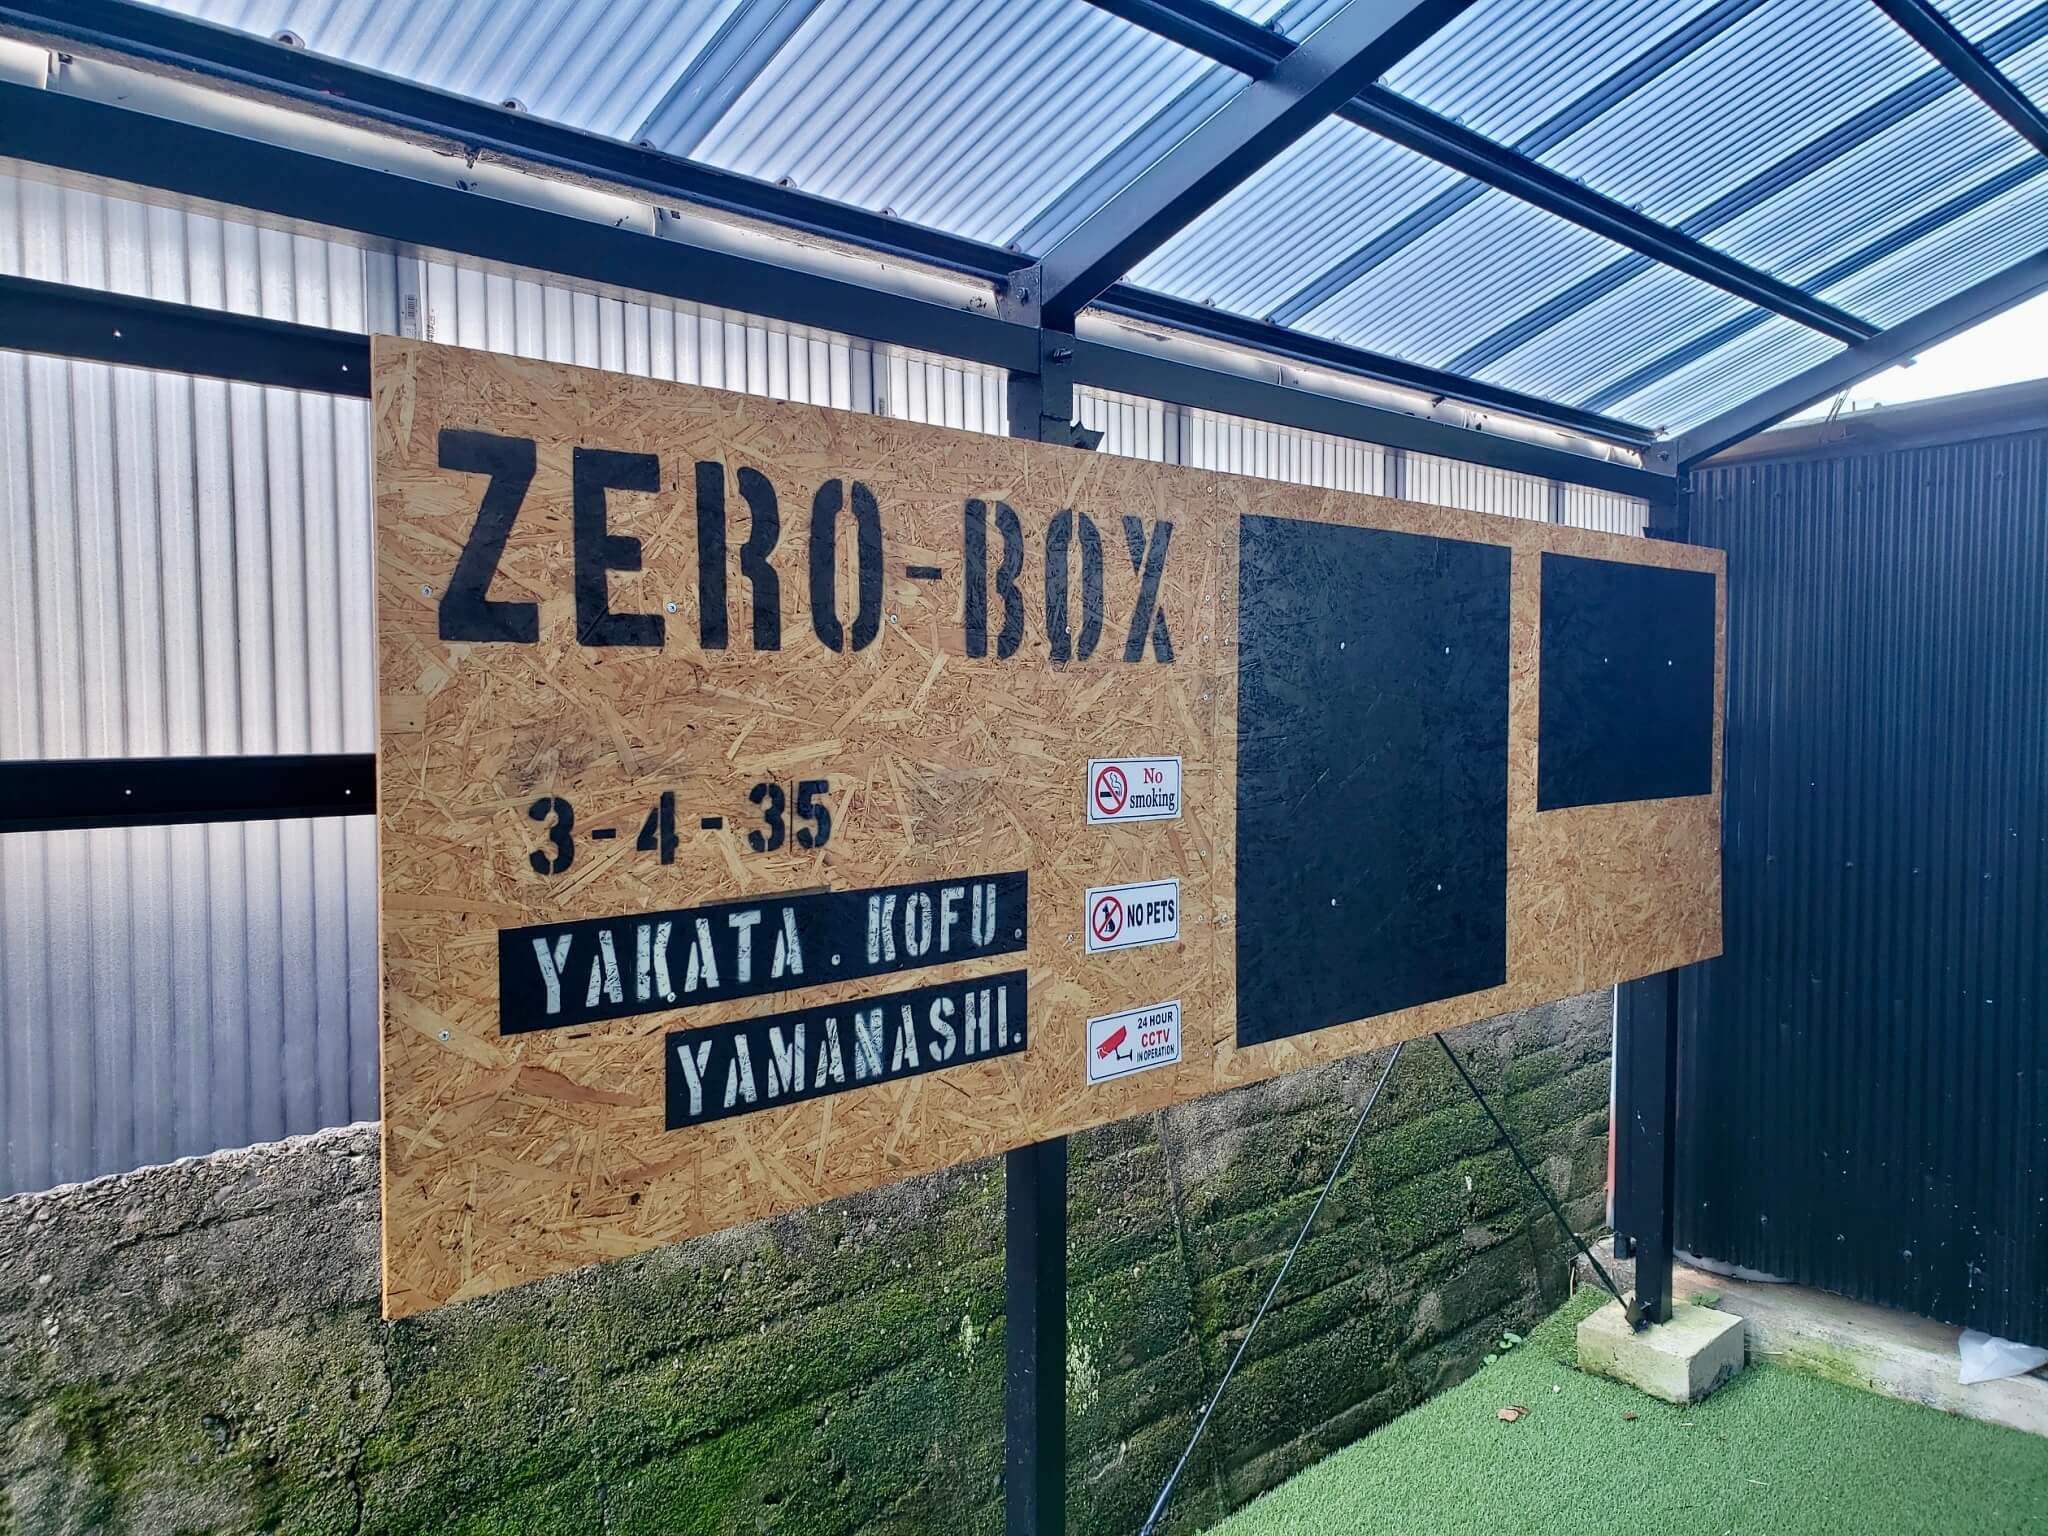 ZERO-BOX
3-4-35
YAKATA. KOFU.
YAMANASHI.
No
smoking
NO PETS
24 HOUR
CCTV
IN OPERATION